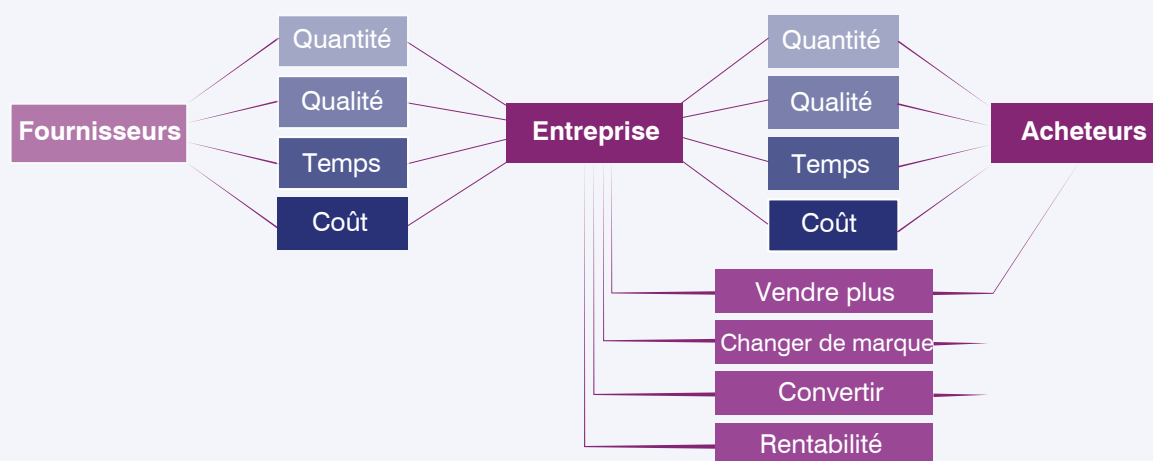 Fournisseurs
Quantité
Qualité
Temps
Coût
Entreprise
Quantité
Qualité
Temps
Coût
Acheteurs
Vendre plus
Changer de marque
Convertir
Rentabilité